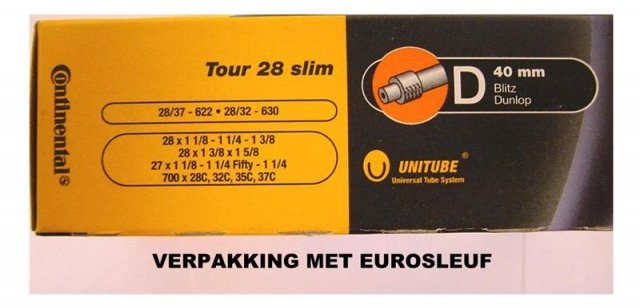 Continental
Tour 28 slim
28/37 - 622 • 28/32 - 630
28 x 1 1/8 - 1 1/4 - 1 3/8
28 x 1 3/8 x 1 5/8
27 x 1 1/8 - 1 1/4 Fifty - 1 1/4
700 x 28C, 32C, 35C, 37C
D
40 mm
Blitz
Dunlop
U
UNITUBE®
Universal Tube System
VERPAKKING MET EUROSLEUF